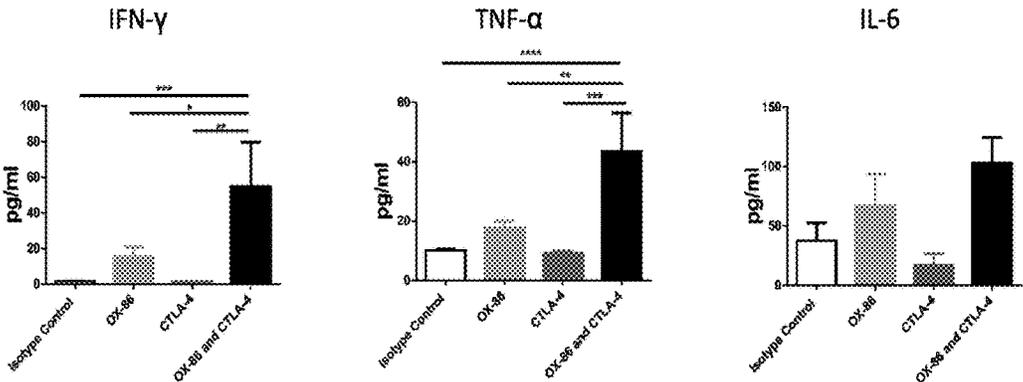 IFN-γ
***
*
**
100
80
60
40
20
0
pg/ml
Isotype Control
OX-86
CTLA-4
OX-86 and CTLA-4
TNF-α
****
**
***
60
40
20
0
pg/ml
Isotype Control
OX-86
CTLA-4
OX-86 and CTLA-4
IL-6
150
100
50
0
pg/ml
Isotype Control
OX-86
CTLA-4
OX-86 and CTLA-4